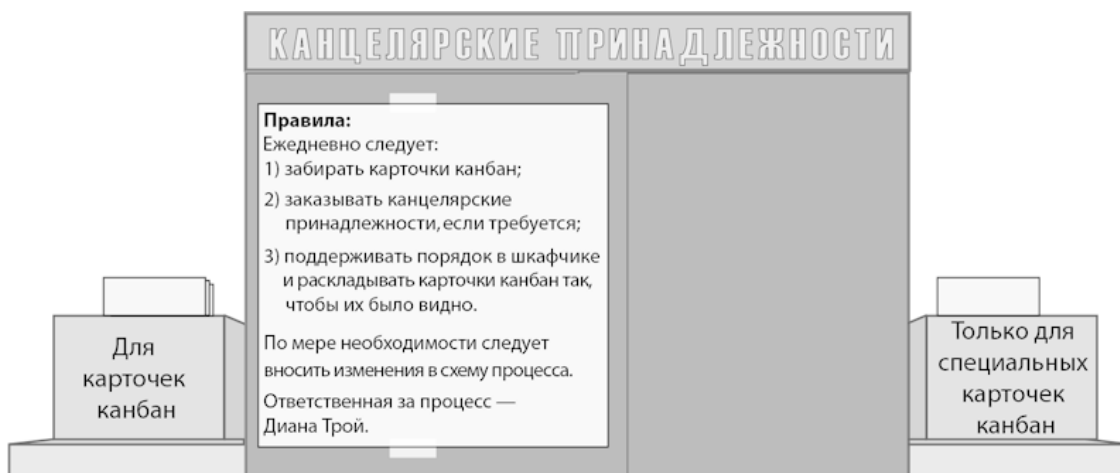 КАНЦЕЛЯРСКИЕ ПРИНАДЛЕЖНОСТИ
Правила:
Ежедневно следует:
1) забирать карточки канбан;
2) заказывать канцелярские
принадлежности, если требуется;
3) поддерживать порядок в шкафчике
и раскладывать карточки канбан так,
чтобы их было видно.
По мере необходимости следует
вносить изменения в схему процесса.
Ответственная за процесс —
Диана Трой.
Для
карточек
канбан
Только для
специальных
карточек
канбан